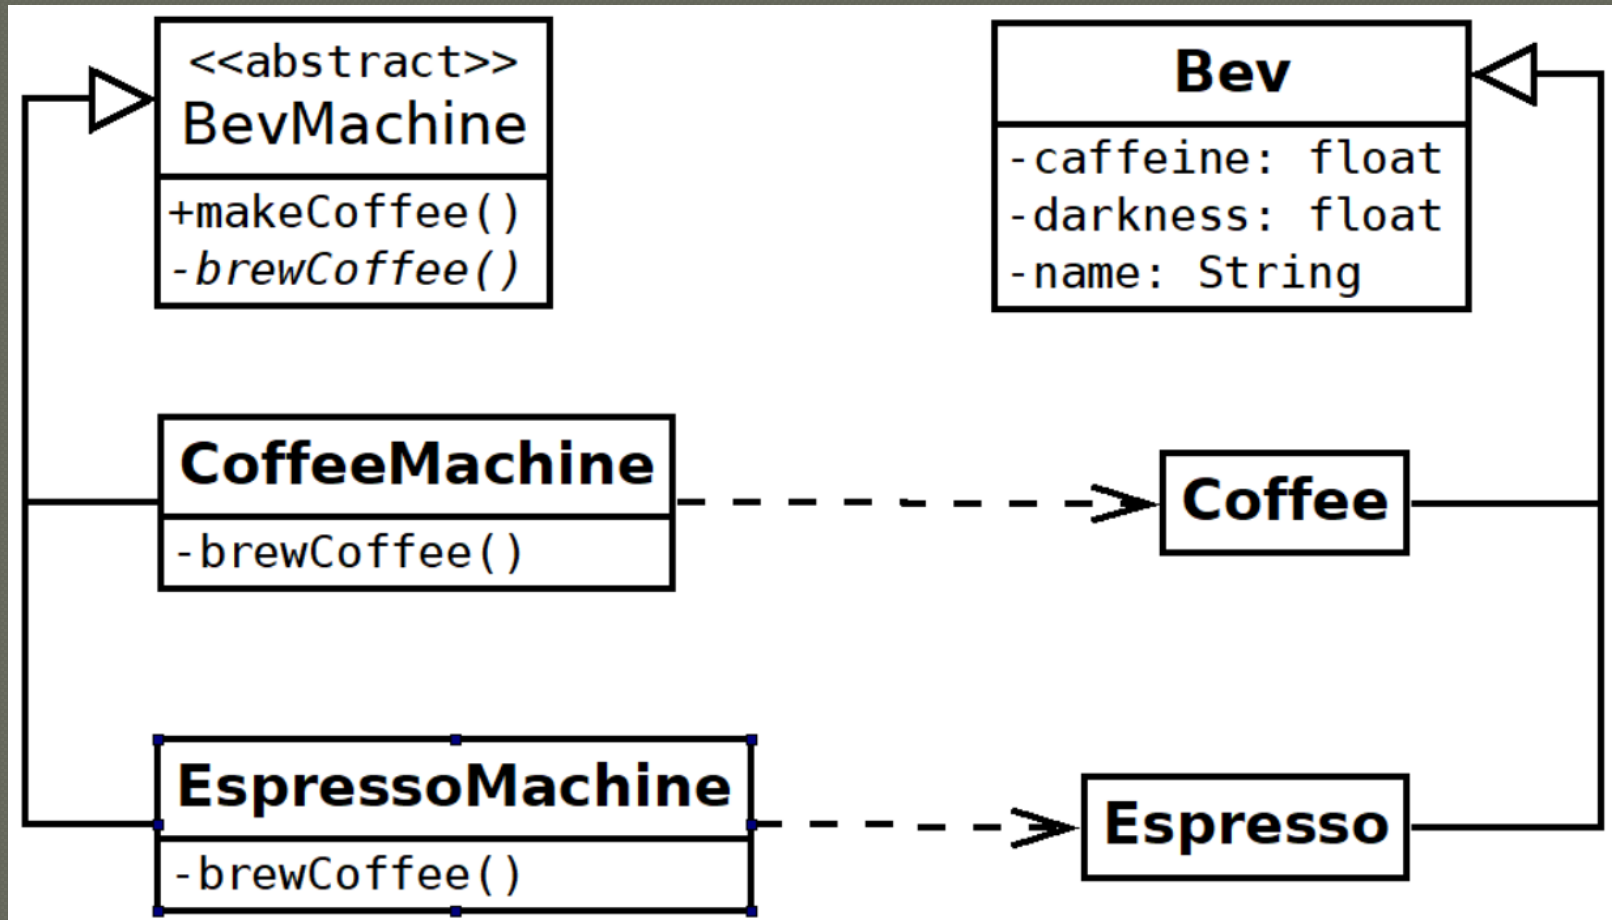 <<abstract>>
BevMachine
+makeCoffee()
-brewCoffee()
Bev
-caffeine: float
-darkness: float
-name: String
CoffeeMachine
-brewCoffee()
Coffee
EspressoMachine
-brewCoffee()
Espresso